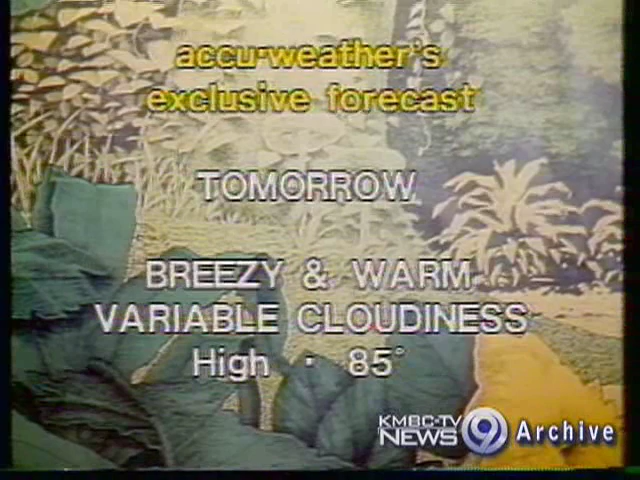 accu·weather's
exclusive forecast
TOMORROW
BREEZY & WARM
VARIABLE CLOUDINESS
High · 85°
KMBC-TV
NEWS 9 Archive